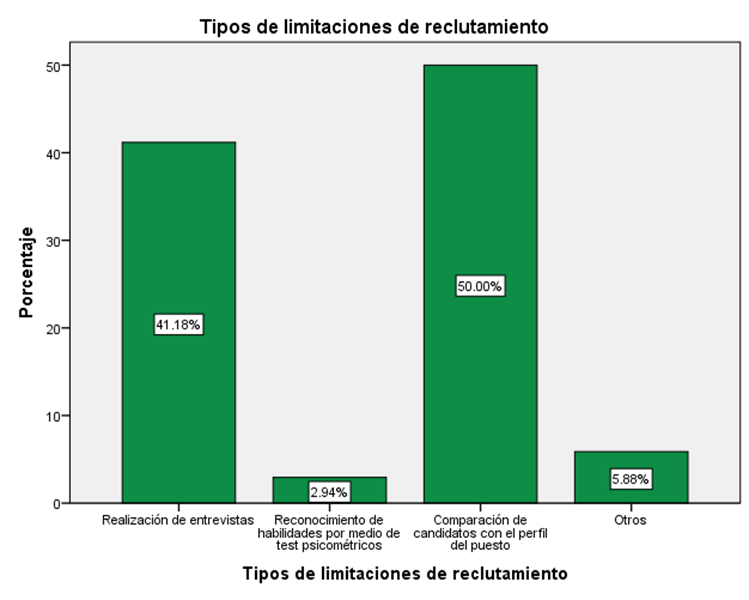 Tipos de limitaciones de reclutamiento
Porcentaje
50
40
30
20
10
0
41.18%
2.94%
50.00%
5.88%
Realización de entrevistas
Reconocimiento de
habilidades por medio de
test psicométricos
Comparación de
candidatos con el perfil
del puesto
Otros
Tipos de limitaciones de reclutamiento